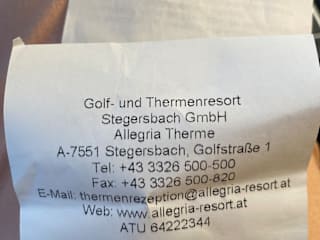 Golf- und Thermenresort
Stegersbach GmbH
Allegria Therme
A-7551 Stegersbach, Golfstraße 1
Tel: +43 3326 500-500
Fax: +43 3326 500-820
E-Mail: thermenrezeption@allegria-resort.at
Web: www.allegria-resort.at
ATU 64222344